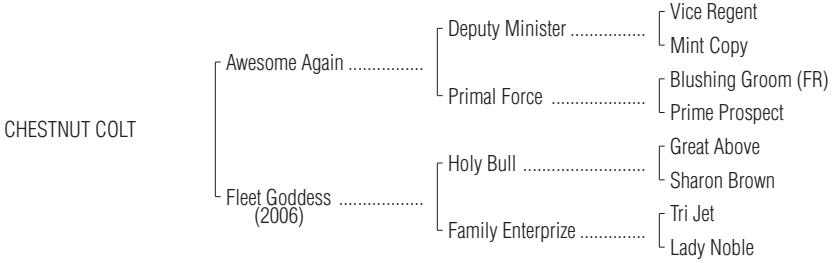 Vice Regent
Deputy Minister ................
Mint Copy
Awesome Again ................
Blushing Groom (FR)
Primal Force ....................
Prime Prospect
CHESTNUT COLT
Great Above
Holy Bull ..........................
Sharon Brown
Fleet Goddess ..................
(2006)
Tri Jet
Family Enterprize ..............
Lady Noble